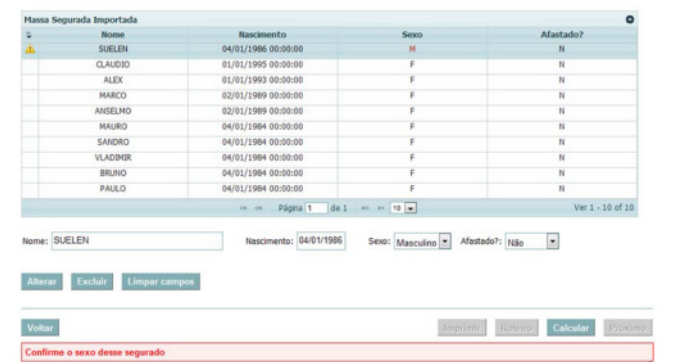 Massa Segurada Importada
Nome Nascimento Sexo Afastado?
SUELEN 04/01/1986 00:00:00 M N
CLAUDIO 01/01/1995 00:00:00 F N
ALEX 01/01/1993 00:00:00 F N
MARCO 02/01/1989 00:00:00 F N
ANSELMO 02/01/1989 00:00:00 F N
MAURO 04/01/1984 00:00:00 F N
SANDRO 04/01/1984 00:00:00 F N
VLADIMIR 04/01/1984 00:00:00 F N
BRUNO 04/01/1984 00:00:00 F N
PAULO 04/01/1984 00:00:00 F N
Página 1 de 1 10 Ver 1 - 10 of 10
Nome: SUELEN Nascimento: 04/01/1986 Sexo: Masculino Afastado?: Não
Alterar Excluir Limpar campos
Voltar Imprimir Roteiro Calcular Próximo
Confirme o sexo desse segurado